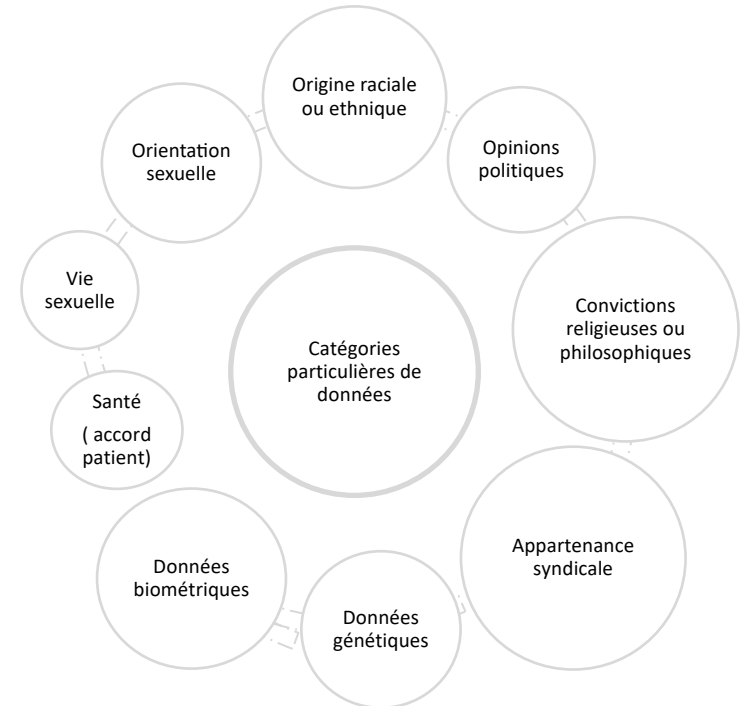 Origine raciale
ou ethnique
Opinions
politiques
Convictions
religieuses ou
philosophiques
Appartenance
syndicale
Données
génétiques
Données
biométriques
Santé
( accord
patient)
Vie
sexuelle
Orientation
sexuelle
Catégories
particulières de
données